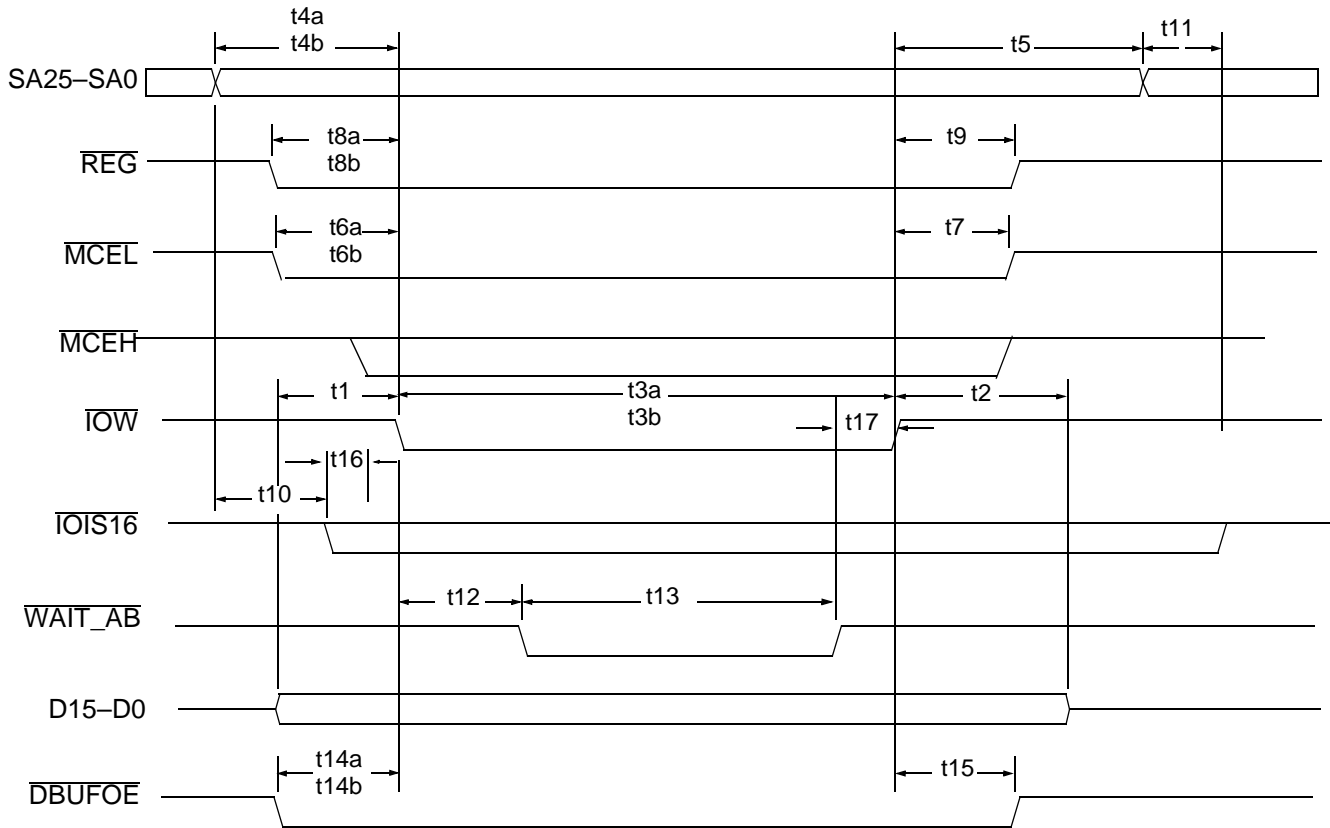 t4a
t4b
t5
t11
SA25–SA0
t8a
t8b
t9
REG
t6a
t6b
t7
MCEL
MCEH
t1
t3a
t3b
t2
IOW
t17
t16
t10
IOIS16
t12
t13
WAIT_AB
D15–D0
t14a
t14b
t15
DBUFOE